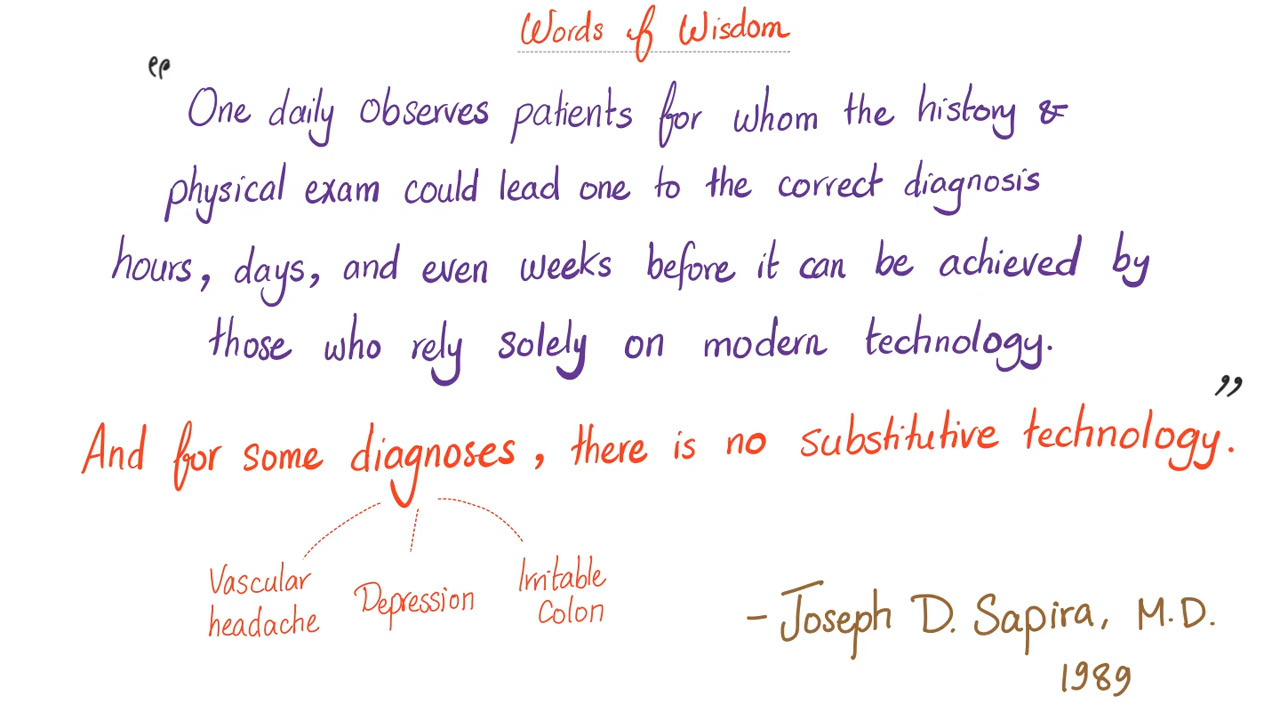 Words of Wisdom
"One daily observes patients for whom the history &
physical exam could lead one to the correct diagnosis
hours, days, and even weeks before it can be achieved by
those who rely solely on modern technology.
And for some diagnoses, there is no substitutive technology."
Vascular
headache
Depression
Irritable
Colon
- Joseph D. Sapira, M.D.
1989